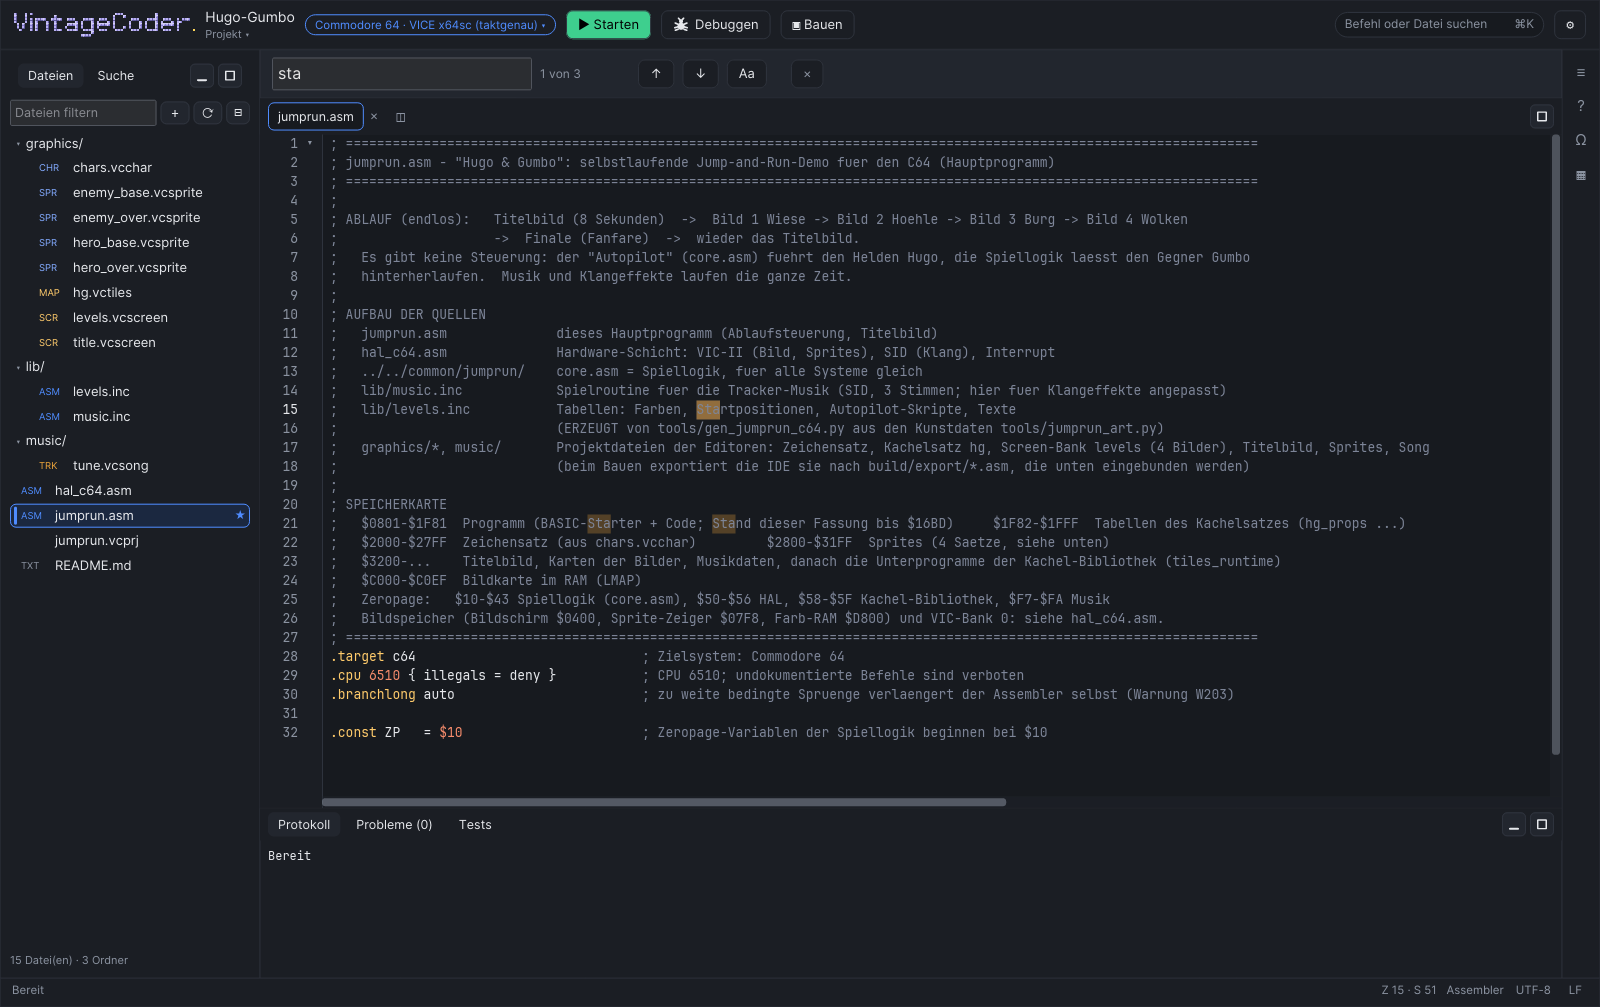 VintageCoder.
Hugo-Gumbo
Projekt
Commodore 64 · VICE x64sc (taktgenau)
Starten
Debuggen
Bauen
Befehl oder Datei suchen ⌘K
Dateien Suche
sta
1 von 3
↑ ↓ Aa ×
Dateien filtern
+
jumprun.asm ×
graphics/
CHR chars.vcchar
SPR enemy_base.vcsprite
SPR enemy_over.vcsprite
SPR hero_base.vcsprite
SPR hero_over.vcsprite
MAP hg.vctiles
SCR levels.vcscreen
SCR title.vcscreen
lib/
ASM levels.inc
ASM music.inc
music/
TRK tune.vcsong
ASM hal_c64.asm
ASM jumprun.asm ★
jumprun.vcprj
TXT README.md
15 Datei(en) · 3 Ordner
1 ; =====================================================================================================================
2 ; jumprun.asm - "Hugo & Gumbo": selbstlaufende Jump-and-Run-Demo fuer den C64 (Hauptprogramm)
3 ; =====================================================================================================================
4 ;
5 ; ABLAUF (endlos):   Titelbild (8 Sekunden)  ->  Bild 1 Wiese -> Bild 2 Hoehle -> Bild 3 Burg -> Bild 4 Wolken
6 ;                    ->  Finale (Fanfare)  ->  wieder das Titelbild.
7 ;   Es gibt keine Steuerung: der "Autopilot" (core.asm) fuehrt den Helden Hugo, die Spiellogik laesst den Gegner Gumbo
8 ;   hinterherlaufen.  Musik und Klangeffekte laufen die ganze Zeit.
9 ;
10 ; AUFBAU DER QUELLEN
11 ;   jumprun.asm              dieses Hauptprogramm (Ablaufsteuerung, Titelbild)
12 ;   hal_c64.asm              Hardware-Schicht: VIC-II (Bild, Sprites), SID (Klang), Interrupt
13 ;   ../../common/jumprun/    core.asm = Spiellogik, fuer alle Systeme gleich
14 ;   lib/music.inc            Spielroutine fuer die Tracker-Musik (SID, 3 Stimmen; hier fuer Klangeffekte angepasst)
15 ;   lib/levels.inc           Tabellen: Farben, Startpositionen, Autopilot-Skripte, Texte
16 ;                            (ERZEUGT von tools/gen_jumprun_c64.py aus den Kunstdaten tools/jumprun_art.py)
17 ;   graphics/*, music/       Projektdateien der Editoren: Zeichensatz, Kachelsatz hg, Screen-Bank levels (4 Bilder), Titelbild, Sprites, Song
18 ;                            (beim Bauen exportiert die IDE sie nach build/export/*.asm, die unten eingebunden werden)
19 ;
20 ; SPEICHERKARTE
21 ;   $0801-$1F81  Programm (BASIC-Starter + Code; Stand dieser Fassung bis $16BD)     $1F82-$1FFF  Tabellen des Kachelsatzes (hg_props ...)
22 ;   $2000-$27FF  Zeichensatz (aus chars.vcchar)         $2800-$31FF  Sprites (4 Saetze, siehe unten)
23 ;   $3200-...    Titelbild, Karten der Bilder, Musikdaten, danach die Unterprogramme der Kachel-Bibliothek (tiles_runtime)
24 ;   $C000-$C0EF  Bildkarte im RAM (LMAP)
25 ;   Zeropage:   $10-$43 Spiellogik (core.asm), $50-$56 HAL, $58-$5F Kachel-Bibliothek, $F7-$FA Musik
26 ;   Bildspeicher (Bildschirm $0400, Sprite-Zeiger $07F8, Farb-RAM $D800) und VIC-Bank 0: siehe hal_c64.asm.
27 ; =====================================================================================================================
28 .target c64                             ; Zielsystem: Commodore 64
29 .cpu 6510 { illegals = deny }           ; CPU 6510; undokumentierte Befehle sind verboten
30 .branchlong auto                        ; zu weite bedingte Spruenge verlaengert der Assembler selbst (Warnung W203)
31
32 .const ZP   = $10                       ; Zeropage-Variablen der Spiellogik beginnen bei $10
≡
?
Ω
Protokoll Probleme (0) Tests
Bereit
Bereit
Z 15 · S 51 Assembler UTF-8 LF